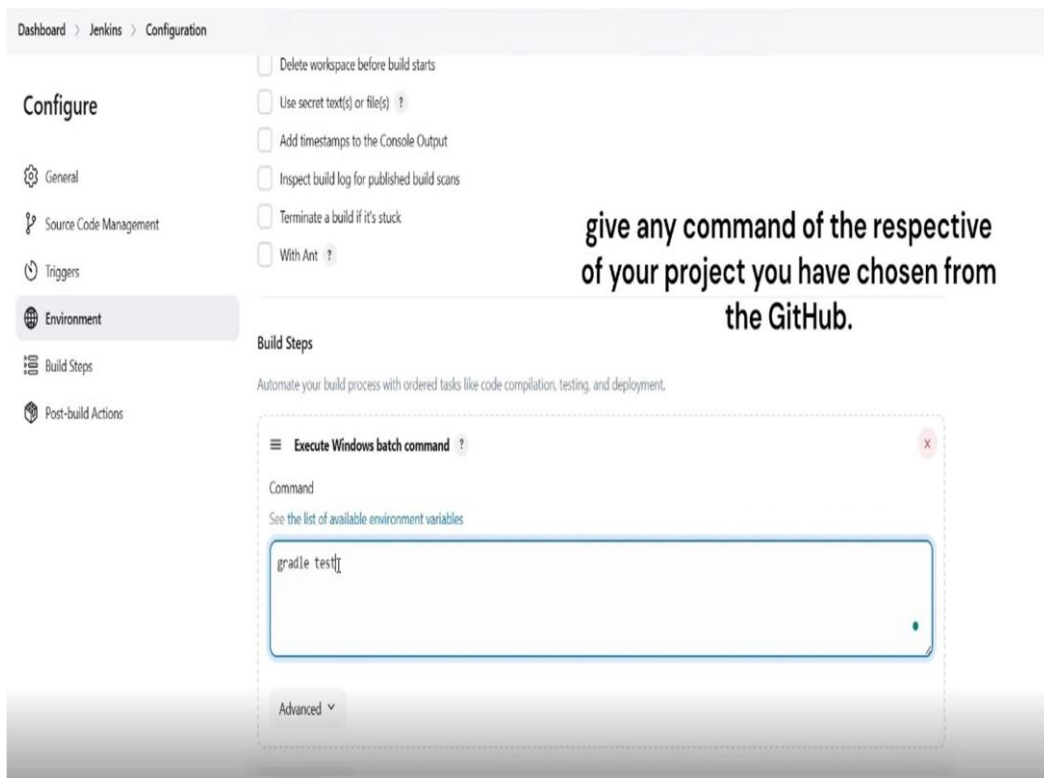 Dashboard > Jenkins > Configuration
Configure
General
Source Code Management
Triggers
Environment
Build Steps
Post-build Actions
Delete workspace before build starts
Use secret text(s) or file(s) ?
Add timestamps to the Console Output
Inspect build log for published build scans
Terminate a build if it's stuck
With Ant ?
give any command of the respective
of your project you have chosen from
the GitHub.
Build Steps
Automate your build process with ordered tasks like code compilation, testing, and deployment.
Execute Windows batch command ?
X
Command
See the list of available environment variables
gradle test
Advanced